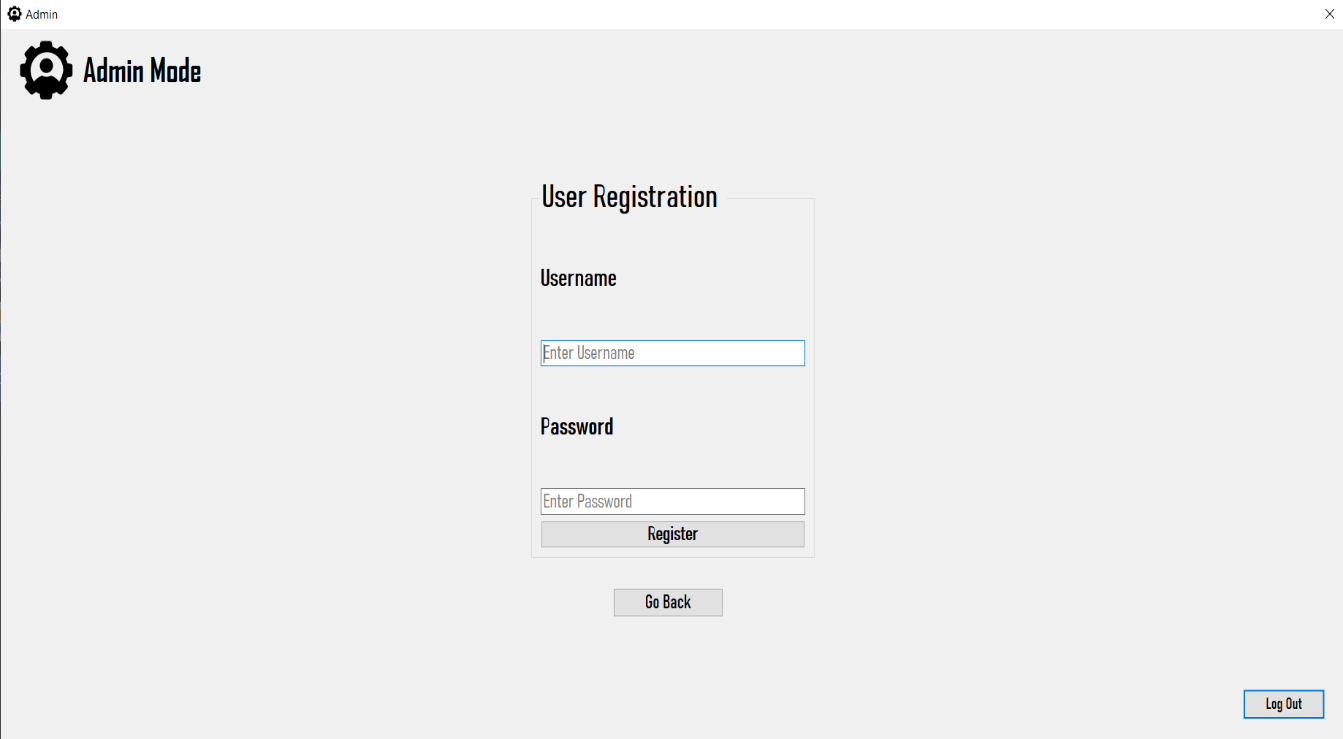 Admin
Admin Mode
User Registration
Username
Enter Username
Password
Enter Password
Register
Go Back
Log Out